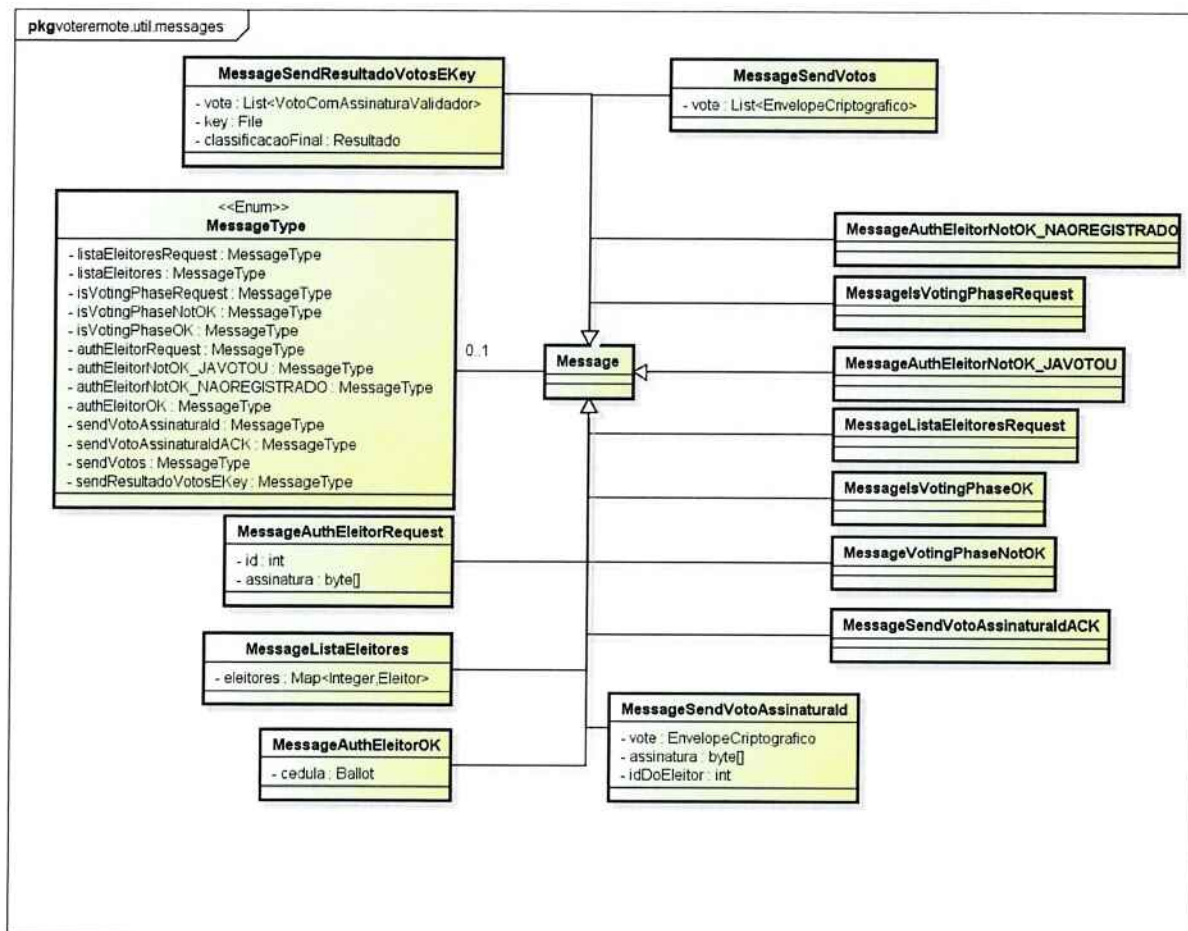 pkgvoteremote.util.messages
MessageSendResultadoVotosEKey
- vote : List<VotoComAssinaturaValidador>
- key : File
- classificacaoFinal : Resultado
MessageSendVotos
- vote : List<EnvelopeCriptografico>
<<Enum>>
MessageType
- listaEleitoresRequest : MessageType
- listaEleitores : MessageType
- isVotingPhaseRequest : MessageType
- isVotingPhaseNotOK : MessageType
- isVotingPhaseOK : MessageType
- authEleitorRequest : MessageType
- authEleitorNotOK_JAVOTOU : MessageType
- authEleitorNotOK_NAOREGISTRADO : MessageType
- authEleitorOK : MessageType
- sendVotoAssinaturaId : MessageType
- sendVotoAssinaturaIdACK : MessageType
- sendVotos : MessageType
- sendResultadoVotosEKey : MessageType
0..1
Message
MessageAuthEleitorNotOK_NAOREGISTRADO
MessageIsVotingPhaseRequest
MessageAuthEleitorNotOK_JAVOTOU
MessageListaEleitoresRequest
MessageIsVotingPhaseOK
MessageVotingPhaseNotOK
MessageSendVotoAssinaturaIdACK
MessageAuthEleitorRequest
- id : int
- assinatura : byte[]
MessageListaEleitores
- eleitores : Map<Integer,Eleitor>
MessageAuthEleitorOK
- cedula : Ballot
MessageSendVotoAssinaturaId
- vote : EnvelopeCriptografico
- assinatura : byte[]
- idDoEleitor : int